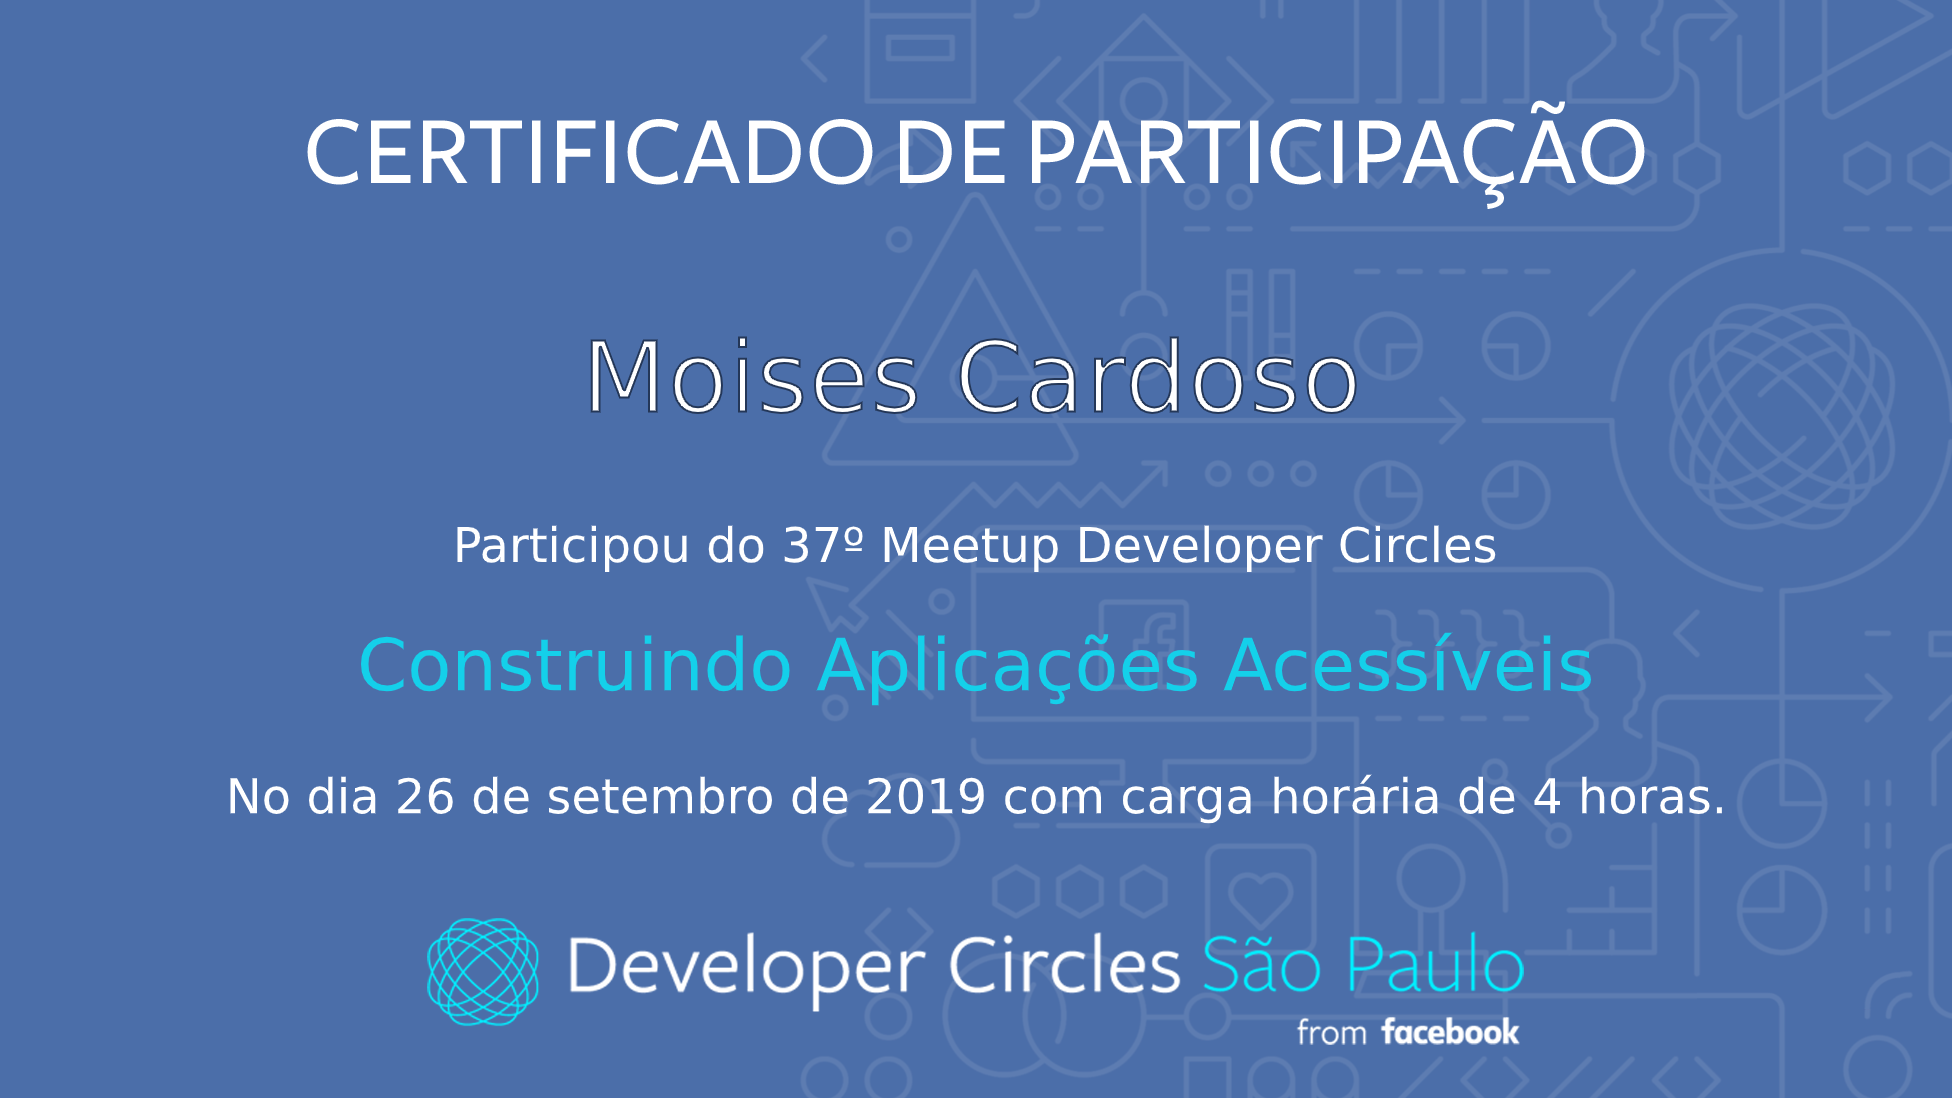 CERTIFICADO DE PARTICIPAÇÃO
Moises Cardoso
Participou do 37º Meetup Developer Circles
Construindo Aplicações Acessíveis
No dia 26 de setembro de 2019 com carga horária de 4 horas.
Developer Circles São Paulo
from facebook